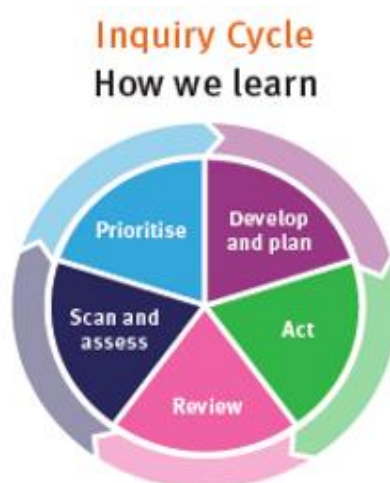 Inquiry Cycle
How we learn
Prioritise
Develop
and plan
Scan and
assess
Act
Review